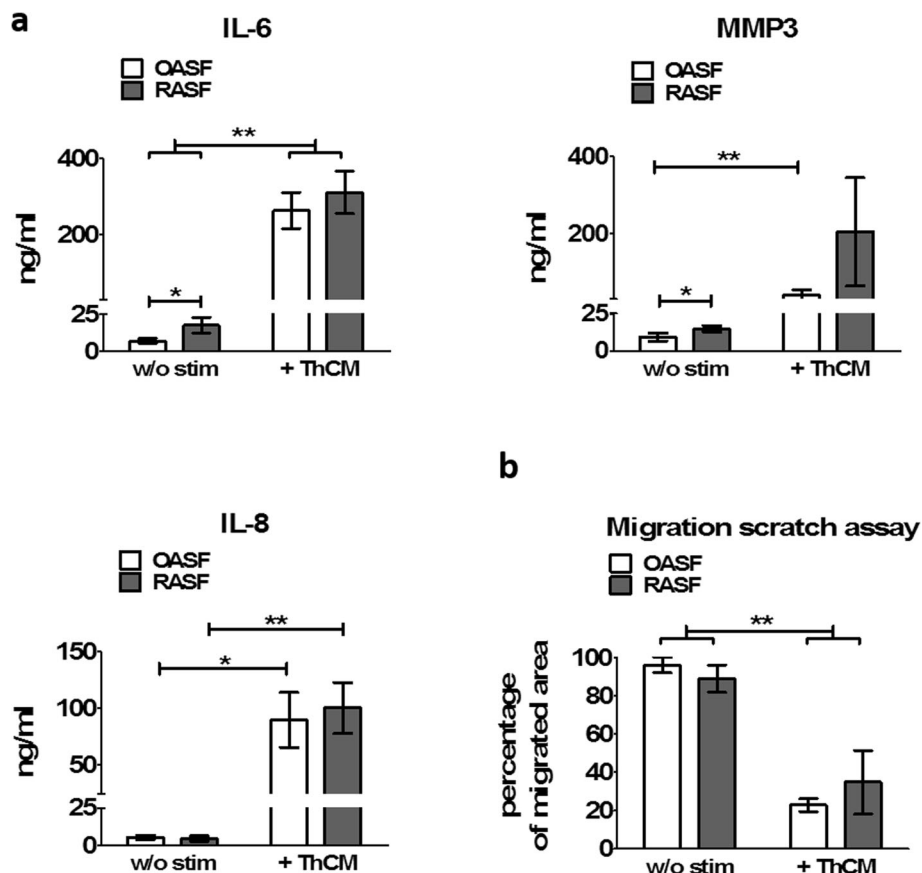 a
IL-6
OASF
RASF
**
400
200
25
0
*
ng/ml
w/o stim
+ ThCM
MMP3
OASF
RASF
**
400
200
25
0
*
ng/ml
w/o stim
+ ThCM
IL-8
OASF
RASF
**
*
150
100
50
25
0
ng/ml
w/o stim
+ ThCM
b
Migration scratch assay
OASF
RASF
**
100
80
60
40
20
0
percentage
of migrated area
w/o stim
+ ThCM